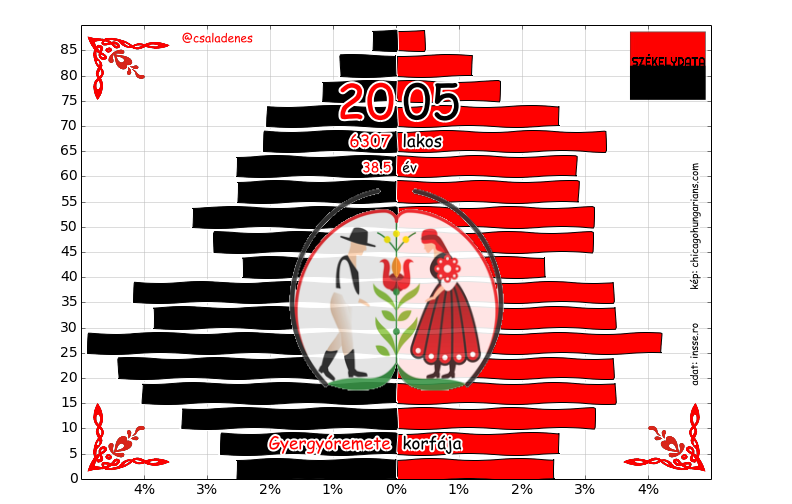 @csaladenes
SZÉKELYDATA
2005
6307 lakos
38.5 év
kép: chicagohungarians.com
adat: insse.ro
Gyergyóremete korfája
85
80
75
70
65
60
55
50
45
40
35
30
25
20
15
10
5
0
4% 3% 2% 1% 0% 1% 2% 3% 4%